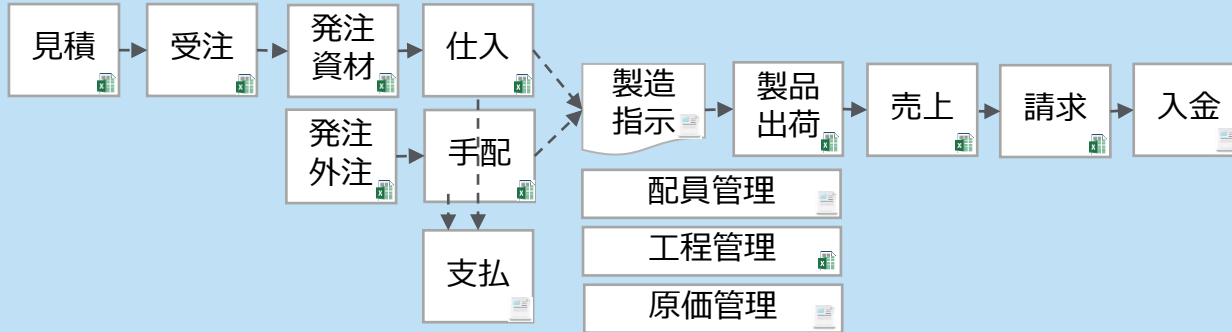 見積
受注
発注
資材
仕入
発注
外注
手配
支払
製造
指示
製品
出荷
売上
請求
入金
配員管理
工程管理
原価管理